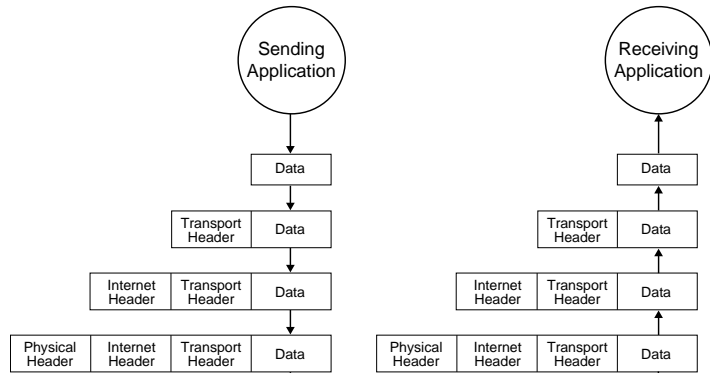 Sending
Application
Receiving
Application
Data
Data
Transport
Header
Data
Transport
Header
Data
Internet
Header
Transport
Header
Data
Internet
Header
Transport
Header
Data
Physical
Header
Internet
Header
Transport
Header
Data
Physical
Header
Internet
Header
Transport
Header
Data